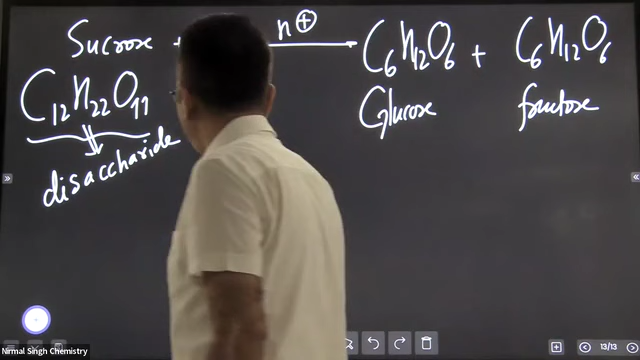 Sucrose + H⊕ → C6H12O6 + C6H12O6
C12H22O11 Glucose fructose
disaccharide
13/13
Nirmal Singh Chemistry